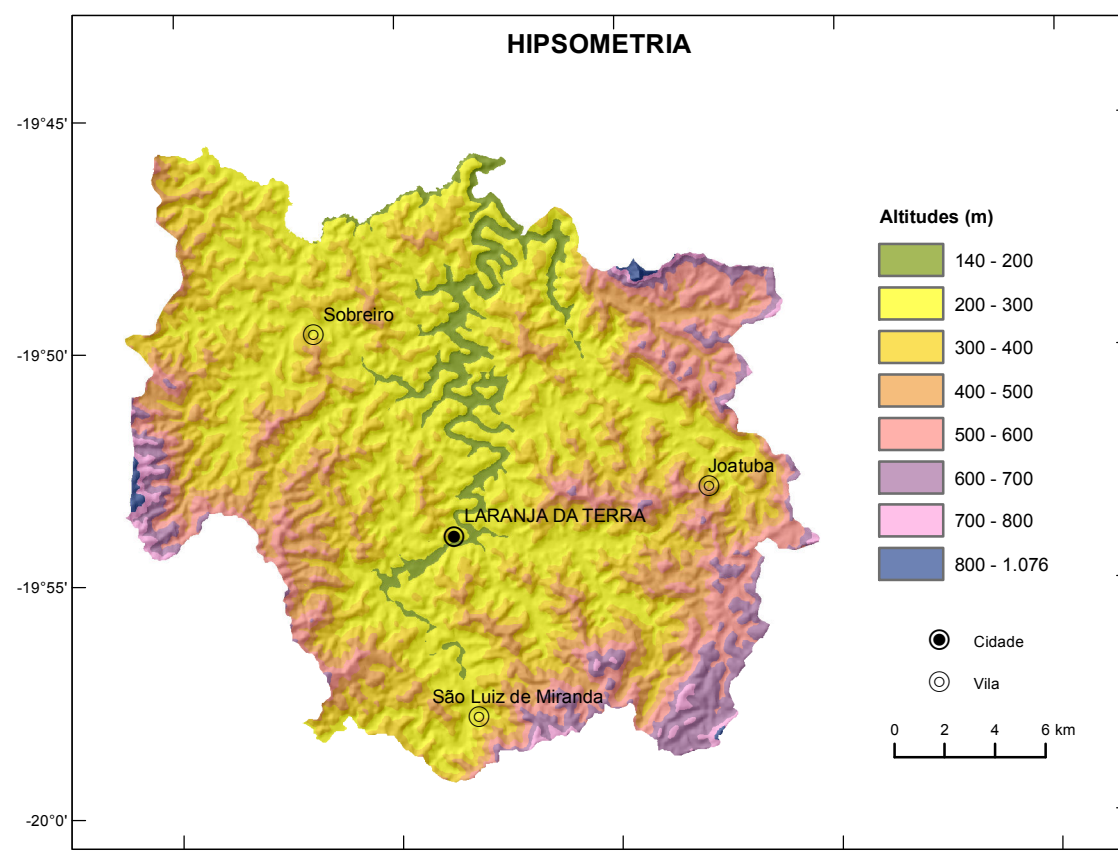 HIPSOMETRIA
-19°45'
Altitudes (m)
140 - 200
200 - 300
Sobreiro
300 - 400
-19°50'
400 - 500
500 - 600
Joatuba
600 - 700
LARANJA DA TERRA
700 - 800
800 - 1.076
-19°55'
Cidade
Vila
São Luiz de Miranda
0 2 4 6 km
-20°0'